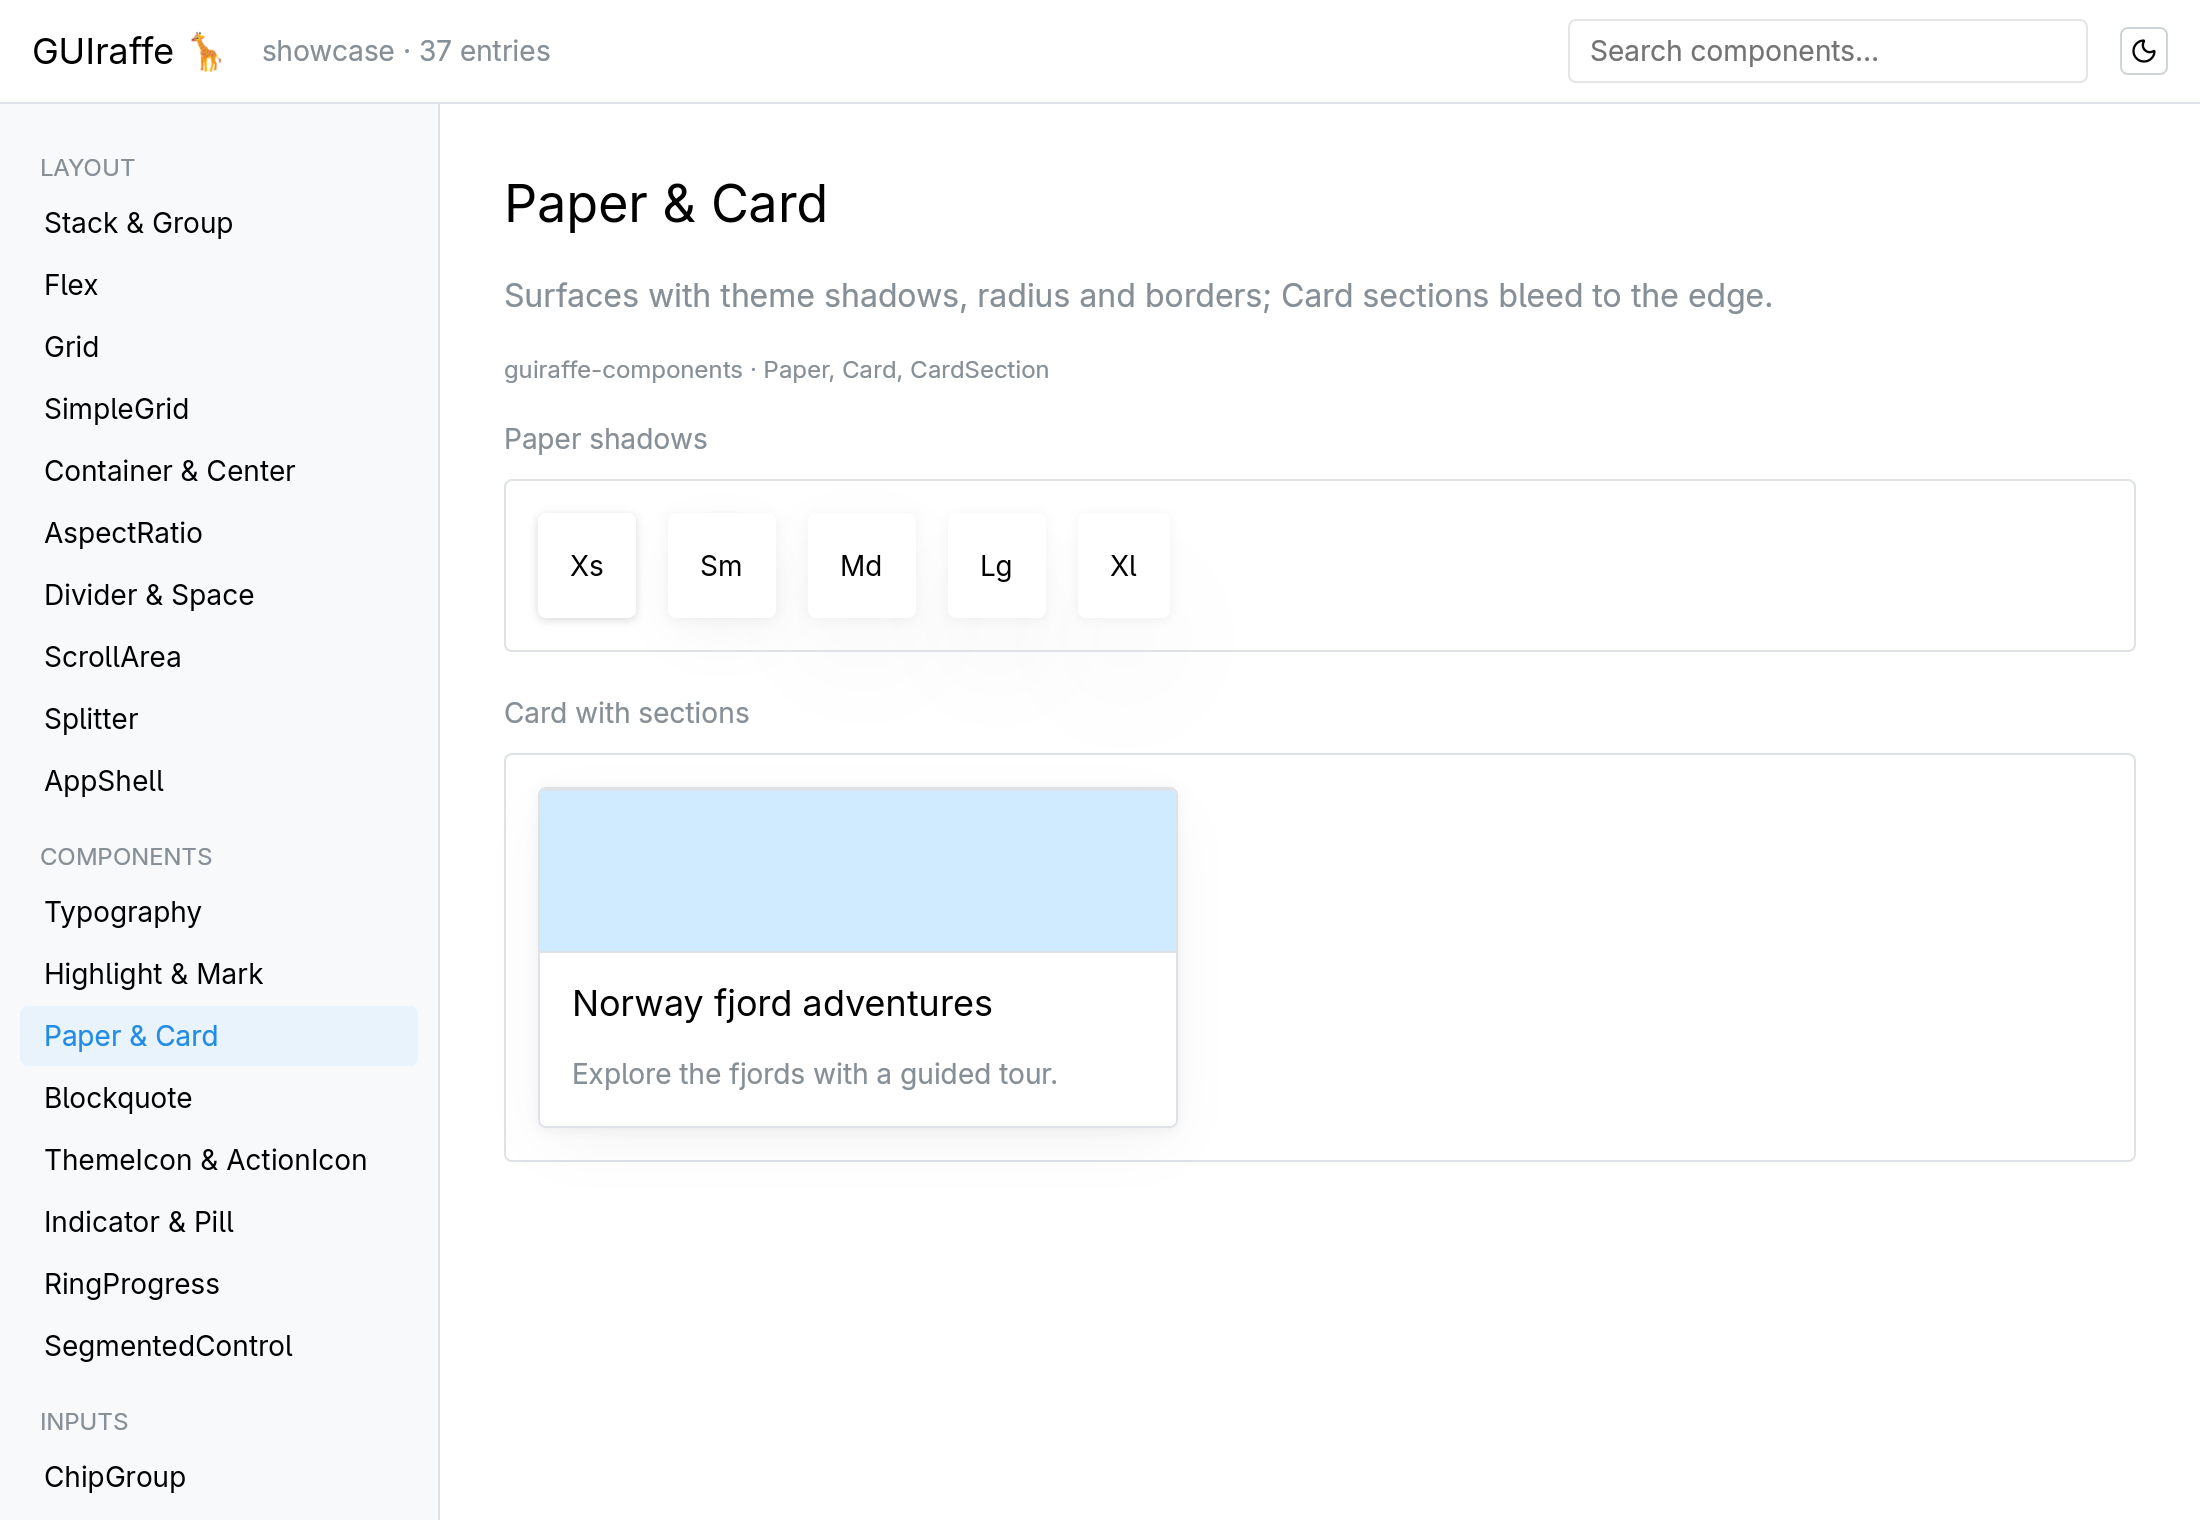 GUIraffe 🦒 showcase · 37 entries
Search components...
LAYOUT
Stack & Group
Flex
Grid
SimpleGrid
Container & Center
AspectRatio
Divider & Space
ScrollArea
Splitter
AppShell
COMPONENTS
Typography
Highlight & Mark
Paper & Card
Blockquote
ThemeIcon & ActionIcon
Indicator & Pill
RingProgress
SegmentedControl
INPUTS
ChipGroup
Paper & Card
Surfaces with theme shadows, radius and borders; Card sections bleed to the edge.
guiraffe-components · Paper, Card, CardSection
Paper shadows
Xs Sm Md Lg Xl
Card with sections
Norway fjord adventures
Explore the fjords with a guided tour.